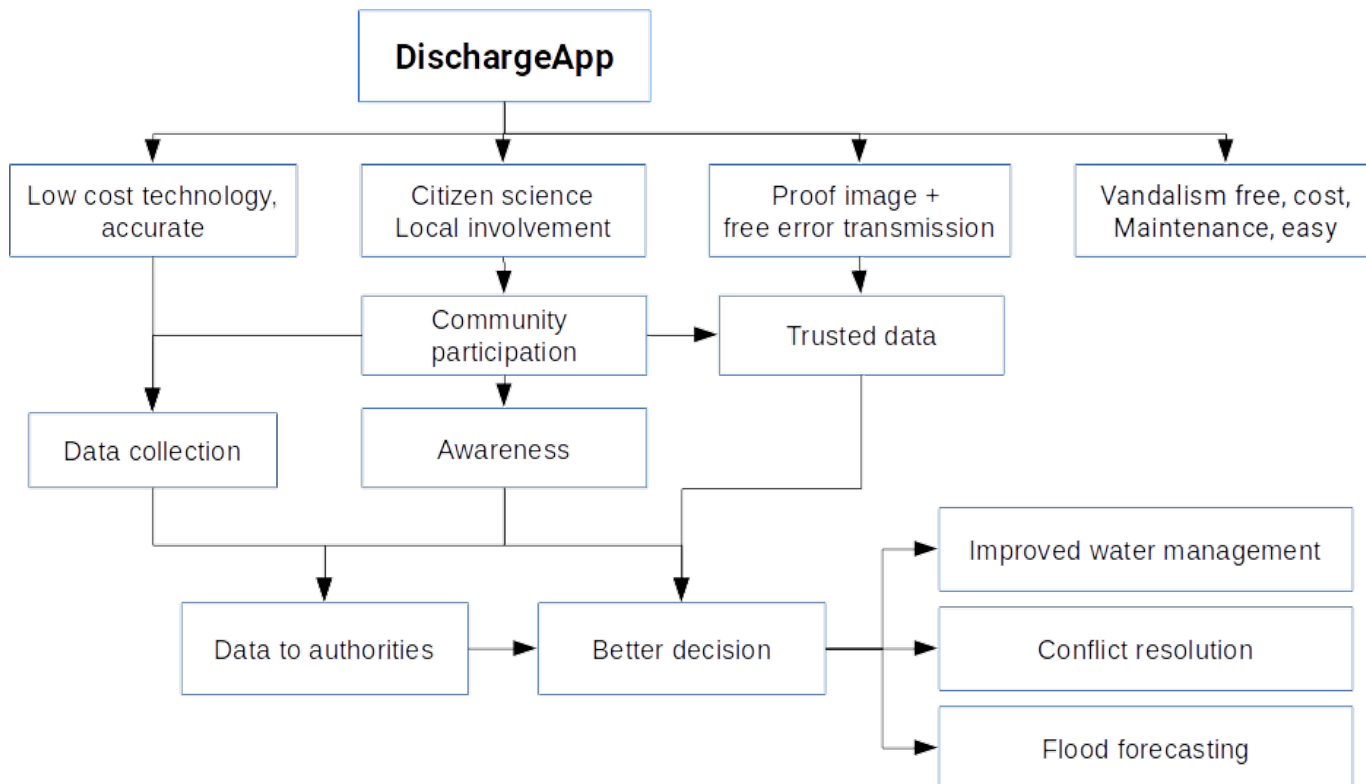 DischargeApp
Low cost technology,
accurate
Citizen science
Local involvement
Proof image +
free error transmission
Vandalism free, cost,
Maintenance, easy
Community
participation
Trusted data
Data collection
Awareness
Improved water management
Data to authorities
Better decision
Conflict resolution
Flood forecasting